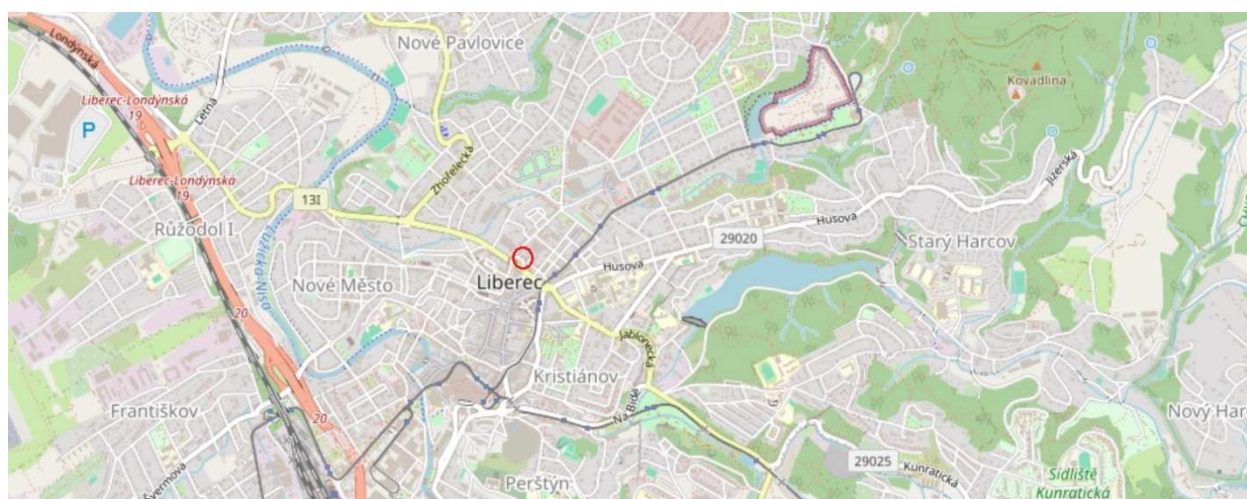 Londýnská
Nové Pavlovice
Kovadlina
Liberec-Londýnská
19
P
Letná
Zhořelecká
Jizerská
Liberec-Londýnská
19
13I
Husova
29020
Růžodol I
Starý Harcov
Lužická Nisa
Husova
Liberec
Nové Město
20
Jablonecká
Kristiánov
Františkov
20
Na Bídě
Nový Har
29025
Kunratická
Sídliště
Kunratická
Švermova
Perštýn